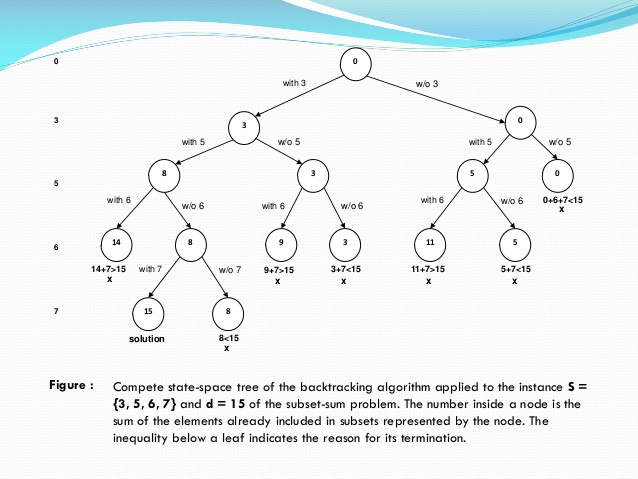 0
0
with 3
w/o 3
3
3
0
with 5
w/o 5
with 5
w/o 5
5
8
3
5
0
with 6
w/o 6
with 6
w/o 6
with 6
w/o 6
0+6+7<15
x
6
14
8
9
3
11
5
14+7>15
x
with 7
w/o 7
9+7>15
x
3+7<15
x
11+7>15
x
5+7<15
x
7
15
8
solution
8<15
x
Figure :
Compete state-space tree of the backtracking algorithm applied to the instance S =
{3, 5, 6, 7} and d = 15 of the subset-sum problem. The number inside a node is the
sum of the elements already included in subsets represented by the node. The
inequality below a leaf indicates the reason for its termination.